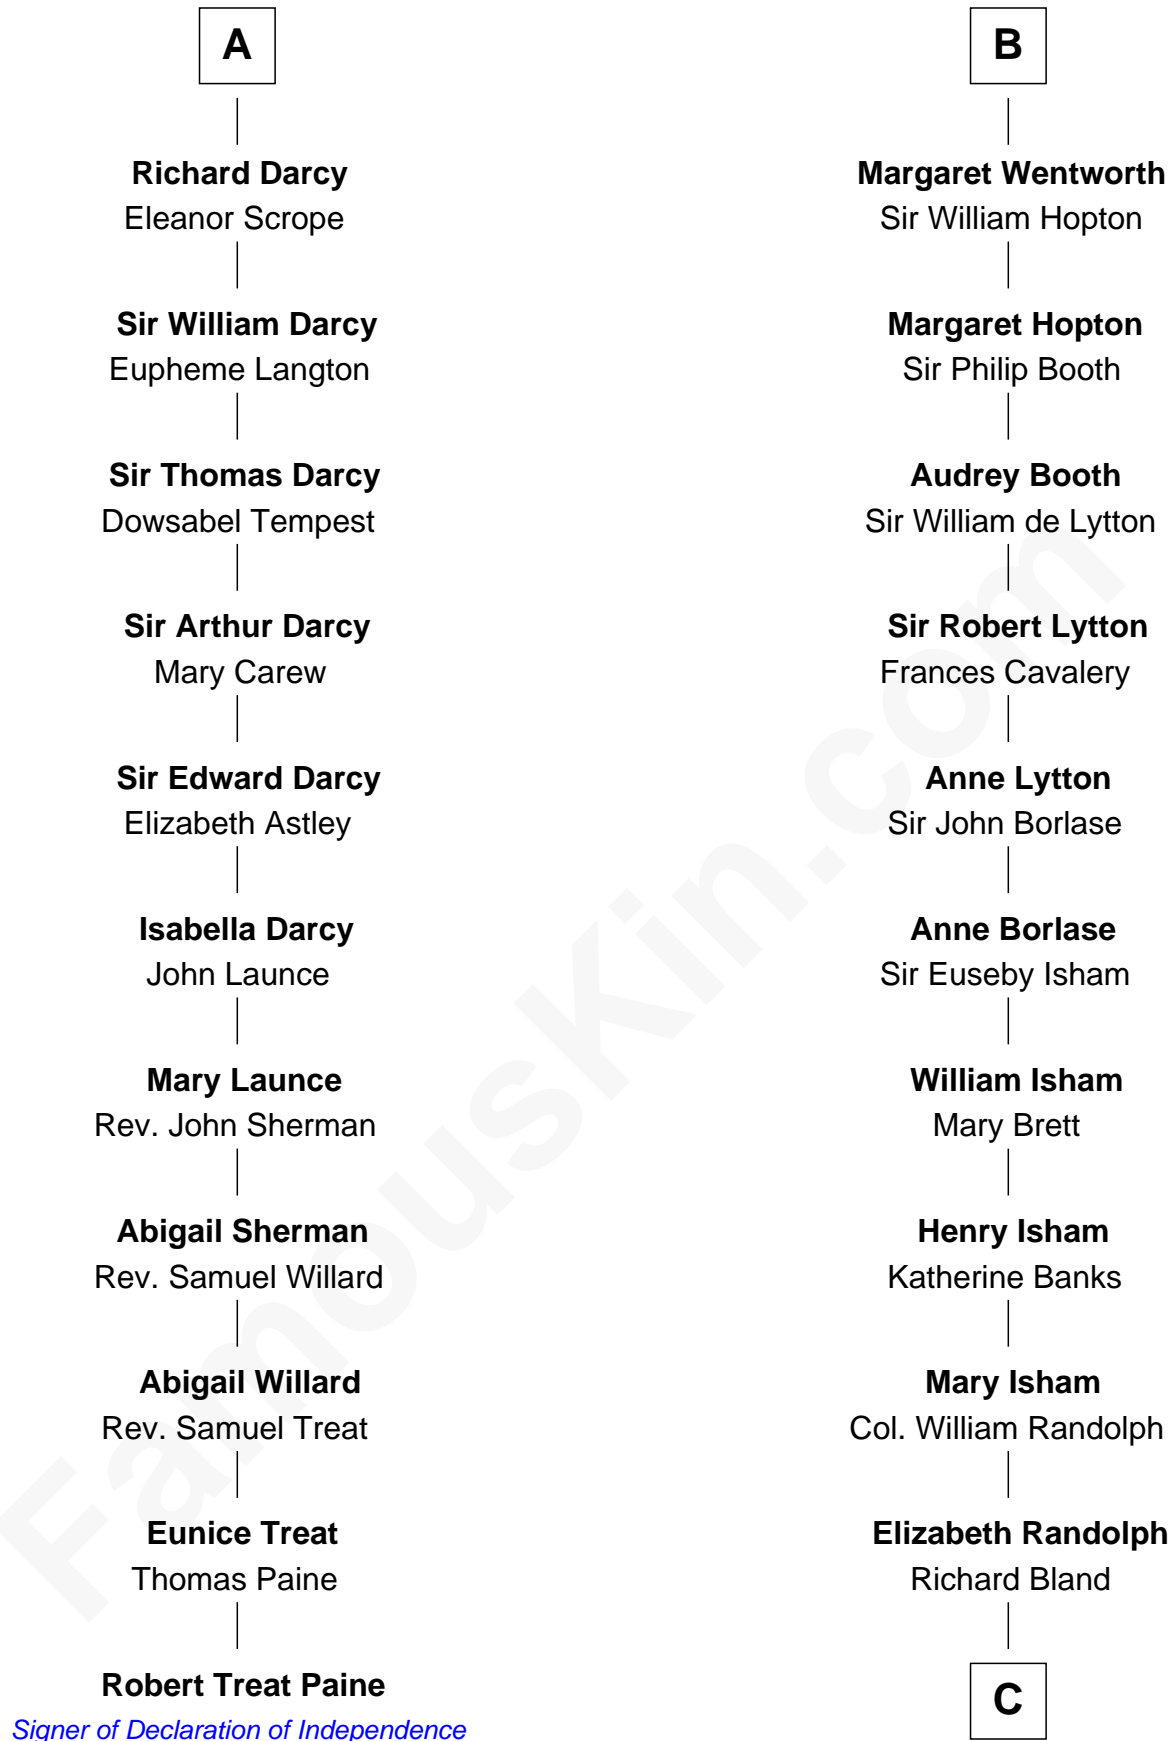 A
Richard Darcy
Eleanor Scrope
Sir William Darcy
Eupheme Langton
Sir Thomas Darcy
Dowsabel Tempest
Sir Arthur Darcy
Mary Carew
Sir Edward Darcy
Elizabeth Astley
Isabella Darcy
John Launce
Mary Launce
Rev. John Sherman
Abigail Sherman
Rev. Samuel Willard
Abigail Willard
Rev. Samuel Treat
Eunice Treat
Thomas Paine
Robert Treat Paine
Signer of Declaration of Independence
B
Margaret Wentworth
Sir William Hopton
Margaret Hopton
Sir Philip Booth
Audrey Booth
Sir William de Lytton
Sir Robert Lytton
Frances Cavalery
Anne Lytton
Sir John Borlase
Anne Borlase
Sir Euseby Isham
William Isham
Mary Brett
Henry Isham
Katherine Banks
Mary Isham
Col. William Randolph
Elizabeth Randolph
Richard Bland
C
FamousKin.com